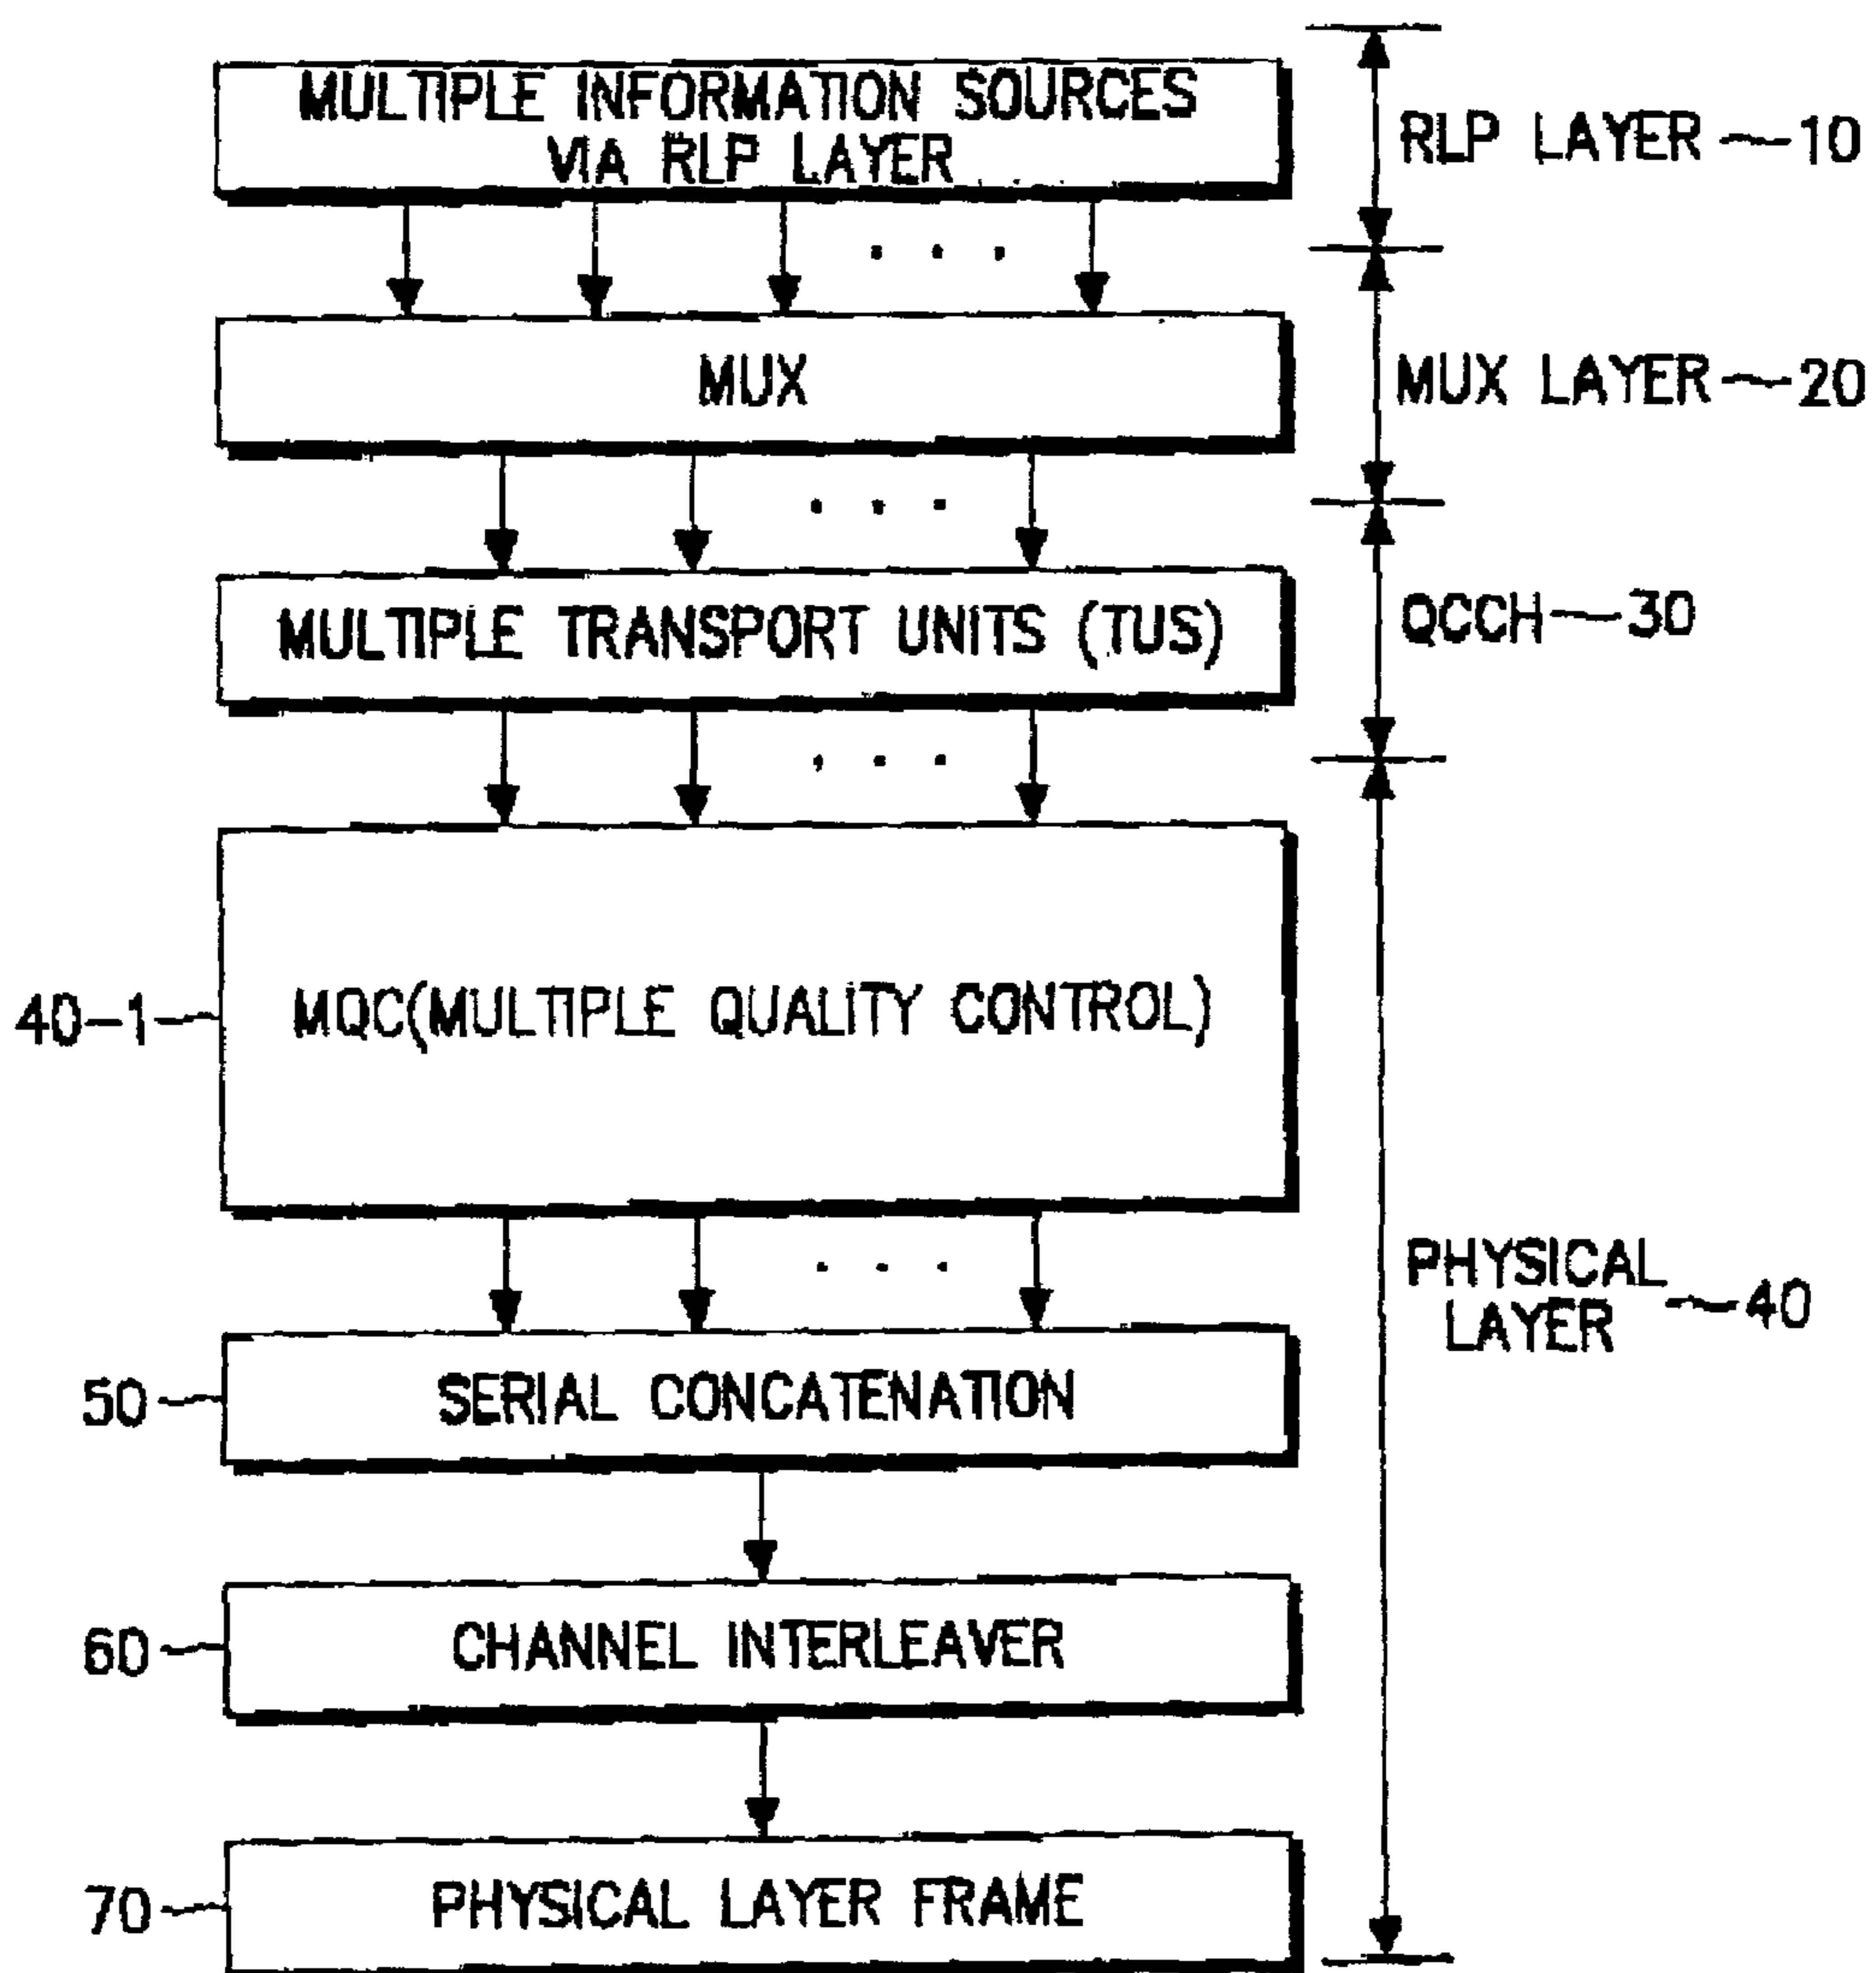 MULTIPLE INFORMATION SOURCES
VIA RLP LAYER
RLP LAYER 10
. . .
MUX
MUX LAYER 20
. . .
MULTIPLE TRANSPORT UNITS (TUS)
QCCH 30
. . .
40-1
MQC(MULTIPLE QUALITY CONTROL)
. . .
PHYSICAL
LAYER 40
50
SERIAL CONCATENATION
60
CHANNEL INTERLEAVER
70
PHYSICAL LAYER FRAME